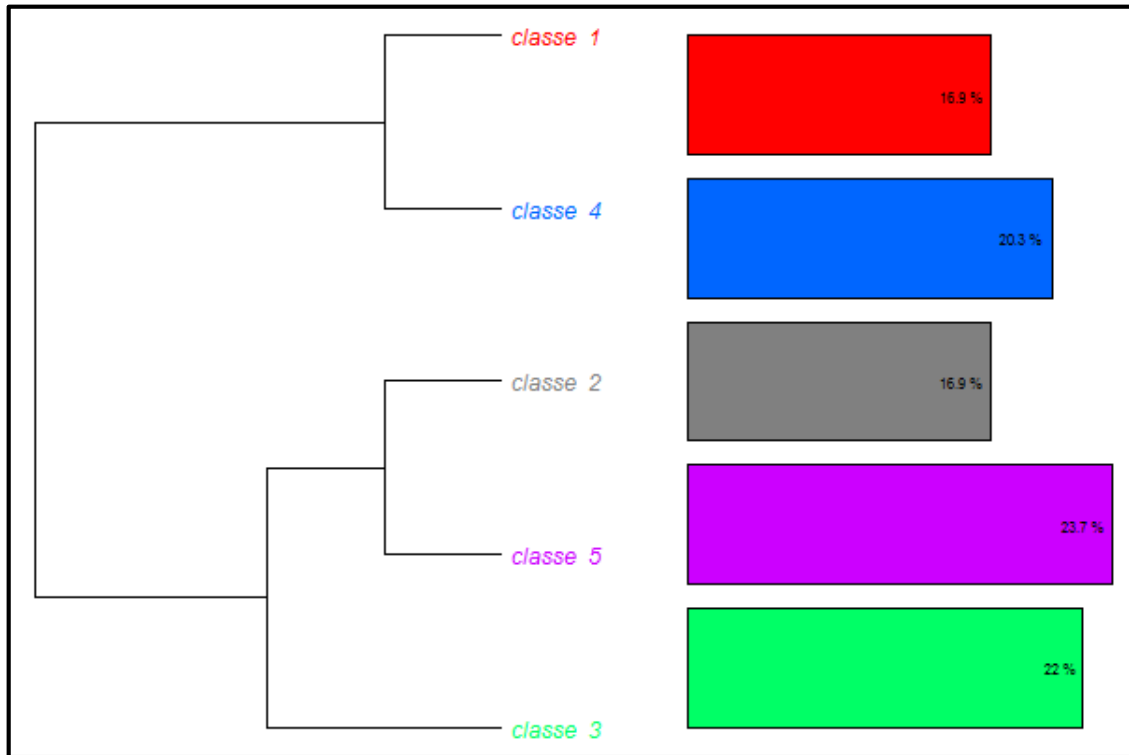 classe 1
16.9 %
classe 4
20.3 %
classe 2
16.9 %
classe 5
23.7 %
classe 3
22 %